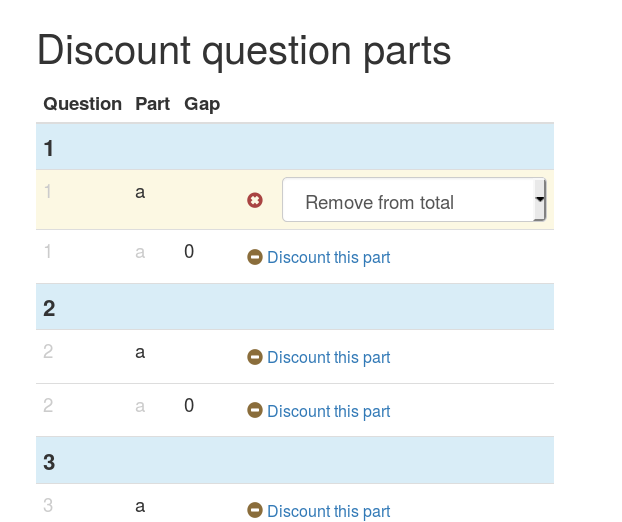 Discount question parts
Question Part Gap
1
1 a Remove from total
1 a 0 Discount this part
2
2 a Discount this part
2 a 0 Discount this part
3
3 a Discount this part